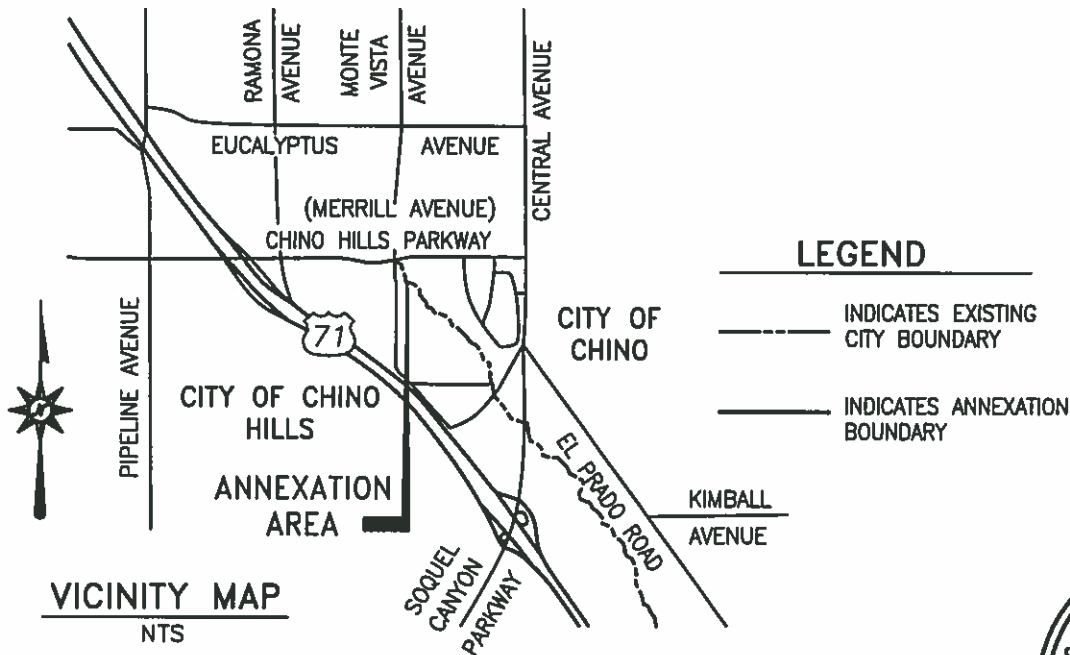 RAMONA
AVENUE
MONTE
VISTA
AVENUE
CENTRAL AVENUE
EUCALYPTUS AVENUE
(MERRILL AVENUE)
CHINO HILLS PARKWAY
LEGEND
INDICATES EXISTING
CITY BOUNDARY
INDICATES ANNEXATION
BOUNDARY
PIPELINE AVENUE
71
CITY OF
CHINO
CITY OF CHINO
HILLS
ANNEXATION
AREA
EL PRADO ROAD
KIMBALL
AVENUE
SOQUEL
CANYON
PARKWAY
VICINITY MAP
NTS